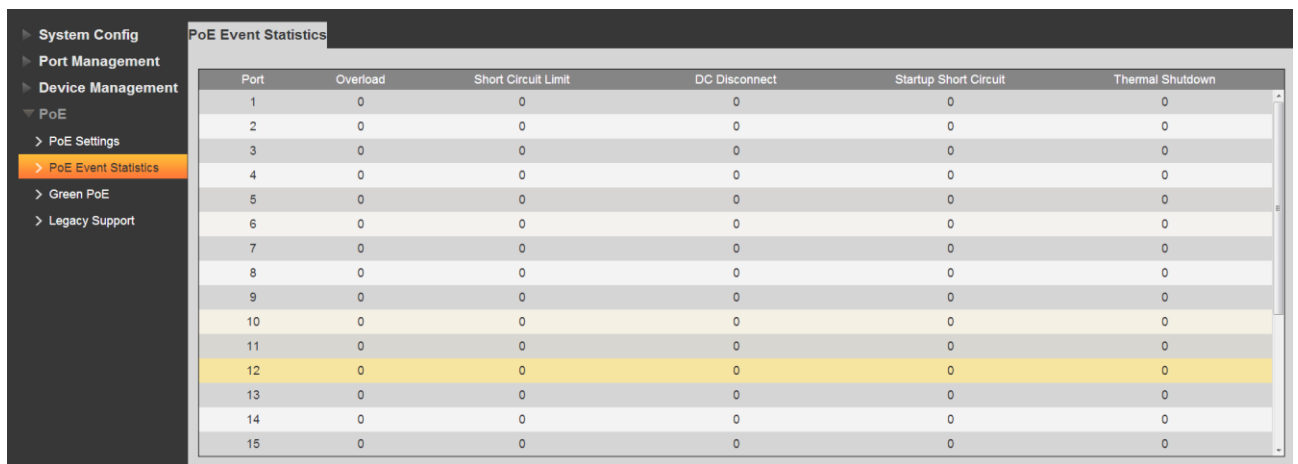 System Config
Port Management
Device Management
PoE
PoE Settings
PoE Event Statistics
Green PoE
Legacy Support
PoE Event Statistics
Port Overload Short Circuit Limit DC Disconnect Startup Short Circuit Thermal Shutdown
1 0 0 0 0 0
2 0 0 0 0 0
3 0 0 0 0 0
4 0 0 0 0 0
5 0 0 0 0 0
6 0 0 0 0 0
7 0 0 0 0 0
8 0 0 0 0 0
9 0 0 0 0 0
10 0 0 0 0 0
11 0 0 0 0 0
12 0 0 0 0 0
13 0 0 0 0 0
14 0 0 0 0 0
15 0 0 0 0 0